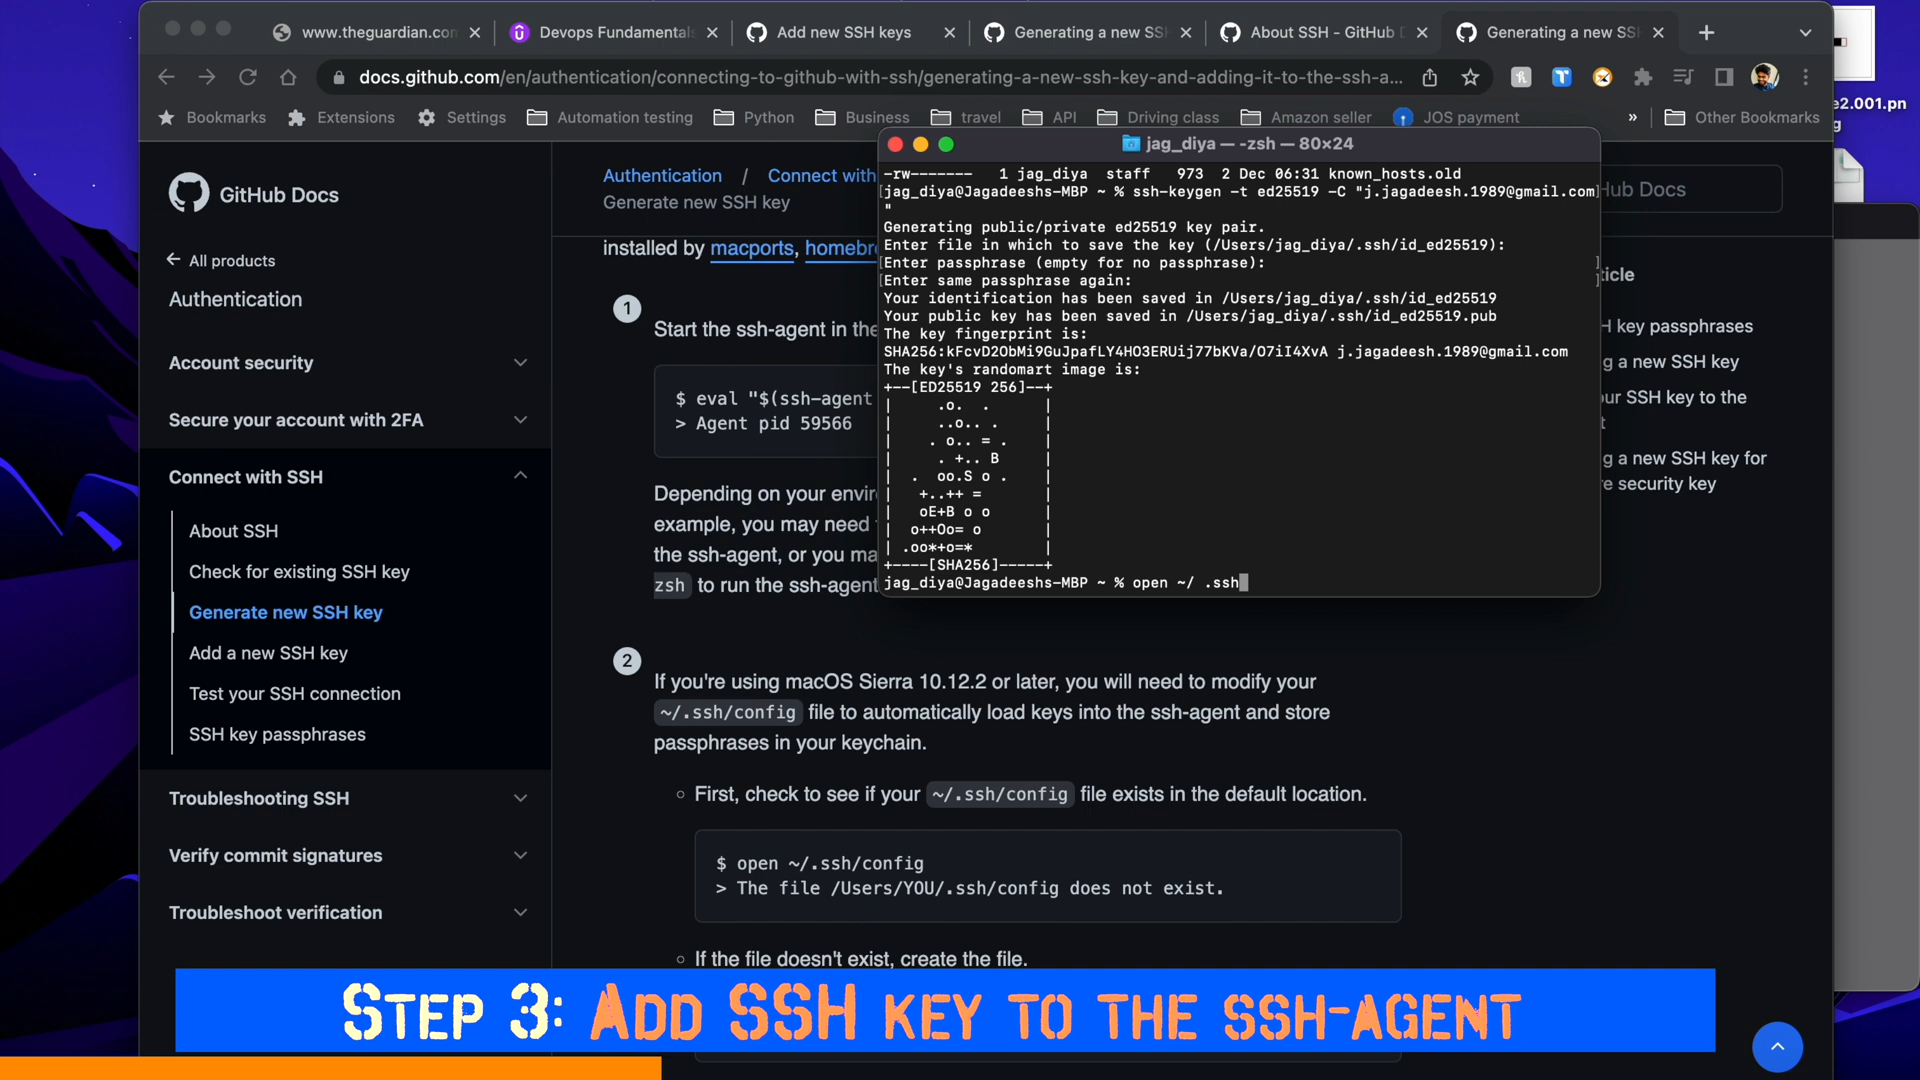 www.theguardian.con
Devops Fundamentals
Add new SSH keys
Generating a new SS
About SSH - GitHub D
Generating a new SS
docs.github.com/en/authentication/connecting-to-github-with-ssh/generating-a-new-ssh-key-and-adding-it-to-the-ssh-a...
Bookmarks
Extensions
Settings
Automation testing
Python
Business
travel
API
Driving class
Amazon seller
JOS payment
»
Other Bookmarks
e2.001.pn
g
GitHub Docs
All products
Authentication
Account security
Secure your account with 2FA
Connect with SSH
About SSH
Check for existing SSH key
Generate new SSH key
Add a new SSH key
Test your SSH connection
SSH key passphrases
Troubleshooting SSH
Verify commit signatures
Troubleshoot verification
Authentication / Connect with
Generate new SSH key
installed by macports, homebre
1
Start the ssh-agent in the
$ eval "$(ssh-agent
> Agent pid 59566
Depending on your envir
example, you may need
the ssh-agent, or you ma
zsh to run the ssh-agent
2
If you're using macOS Sierra 10.12.2 or later, you will need to modify your
~/.ssh/config file to automatically load keys into the ssh-agent and store
passphrases in your keychain.
First, check to see if your ~/.ssh/config file exists in the default location.
$ open ~/.ssh/config
> The file /Users/YOU/.ssh/config does not exist.
If the file doesn't exist, create the file.
jag_diya — -zsh — 80×24
-rw-------   1 jag_diya  staff   973  2 Dec 06:31 known_hosts.old
[jag_diya@Jagadeeshs-MBP ~ % ssh-keygen -t ed25519 -C "j.jagadeesh.1989@gmail.com]
"
Generating public/private ed25519 key pair.
Enter file in which to save the key (/Users/jag_diya/.ssh/id_ed25519):
[Enter passphrase (empty for no passphrase): ]
[Enter same passphrase again: ]
Your identification has been saved in /Users/jag_diya/.ssh/id_ed25519
Your public key has been saved in /Users/jag_diya/.ssh/id_ed25519.pub
The key fingerprint is:
SHA256:kFcvD2ObMi9GuJpafLY4HO3ERUij77bKVa/O7iI4XvA j.jagadeesh.1989@gmail.com
The key's randomart image is:
+--[ED25519 256]--+
|      .o.  .     |
|      ..o.. .    |
|     . o.. = .   |
|      . +.. B    |
|   .  oo.S o .   |
|    +..++ =      |
|    oE+B o o     |
|   o++Oo= o      |
|  .oo*+o=*       |
+----[SHA256]-----+
jag_diya@Jagadeeshs-MBP ~ % open ~/ .ssh
Hub Docs
ticle
H key passphrases
g a new SSH key
ur SSH key to the
t
g a new SSH key for
re security key
Step 3: Add SSH key to the ssh-agent